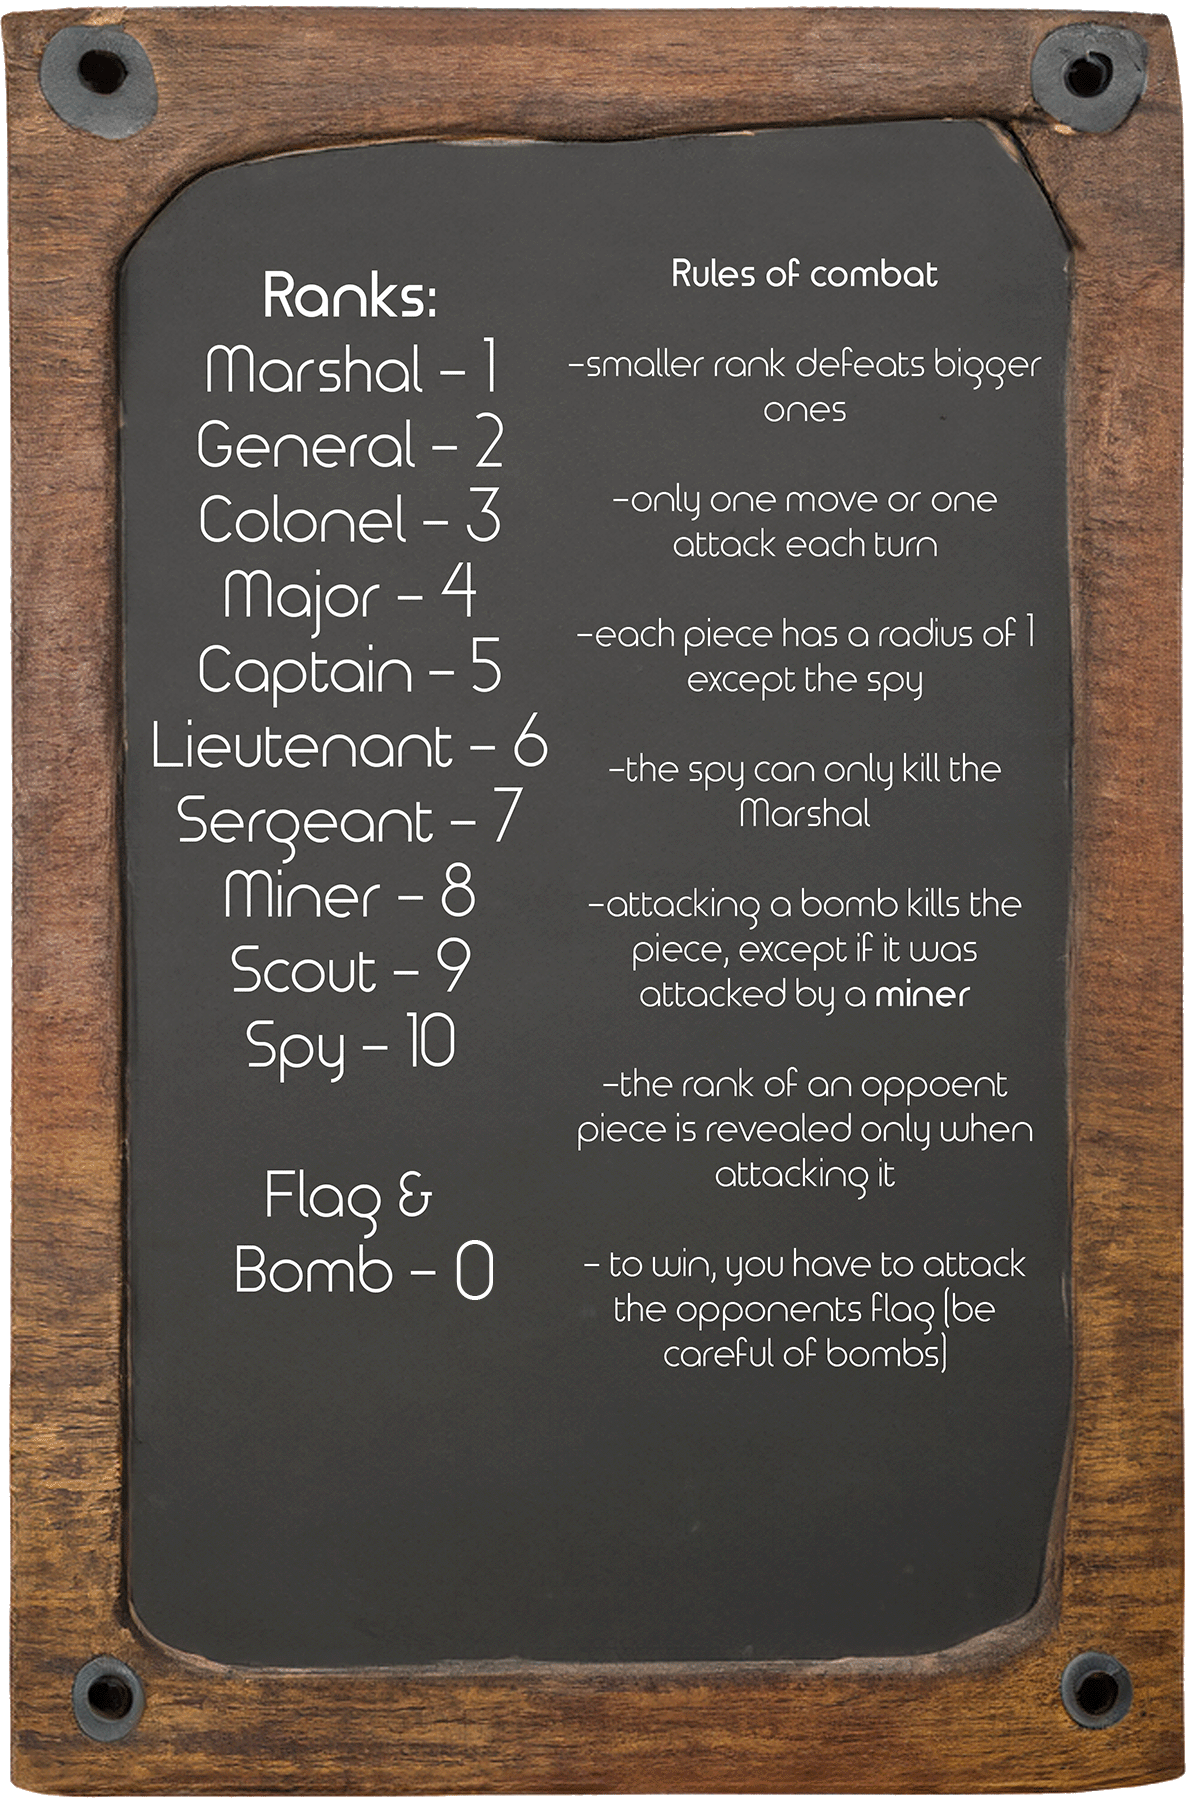 Ranks:
Marshal - 1
General - 2
Colonel - 3
Major - 4
Captain - 5
Lieutenant - 6
Sergeant - 7
Miner - 8
Scout - 9
Spy - 10
Flag &
Bomb - 0
Rules of combat
-smaller rank defeats bigger
ones
-only one move or one
attack each turn
-each piece has a radius of 1
except the spy
-the spy can only kill the
Marshal
-attacking a bomb kills the
piece, except if it was
attacked by a miner
-the rank of an oppoent
piece is revealed only when
attacking it
- to win, you have to attack
the opponents flag (be
careful of bombs)